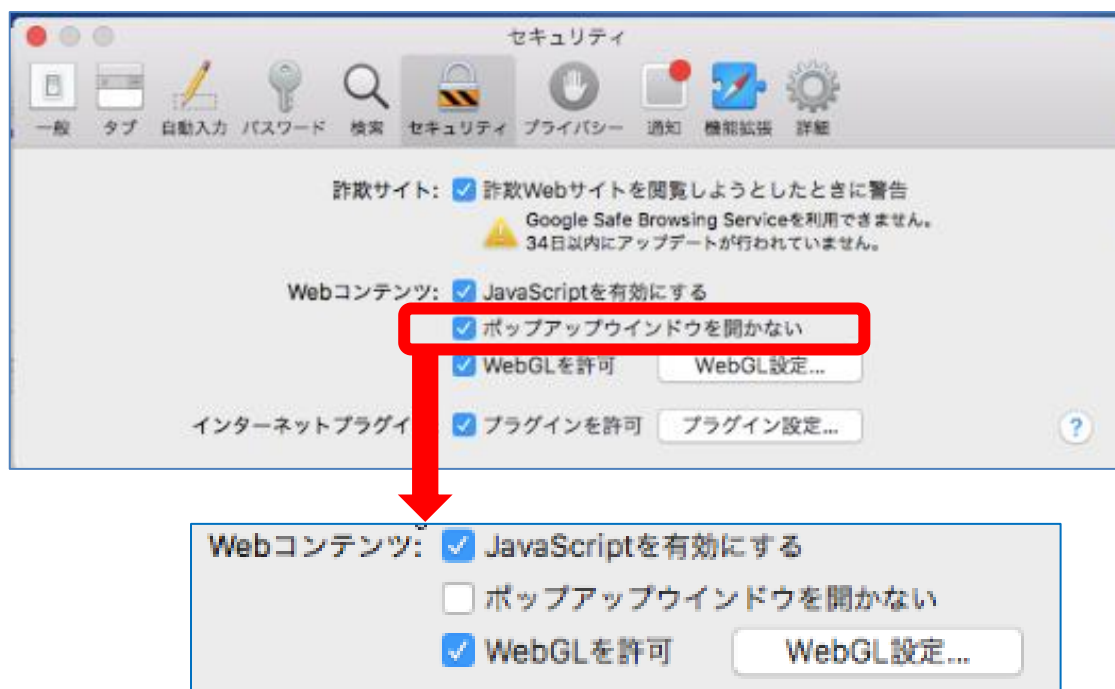 セキュリティ
一般 タブ 自動入力 パスワード 検索 セキュリティ プライバシー 通知 機能拡張 詳細
詐欺サイト: 詐欺Webサイトを閲覧しようとしたときに警告
Google Safe Browsing Serviceを利用できません。
34日以内にアップデートが行われていません。
Webコンテンツ: JavaScriptを有効にする
ポップアップウインドウを開かない
WebGLを許可 WebGL設定...
インターネットプラグイ プラグインを許可 プラグイン設定...
?
Webコンテンツ: JavaScriptを有効にする
ポップアップウインドウを開かない
WebGLを許可 WebGL設定...